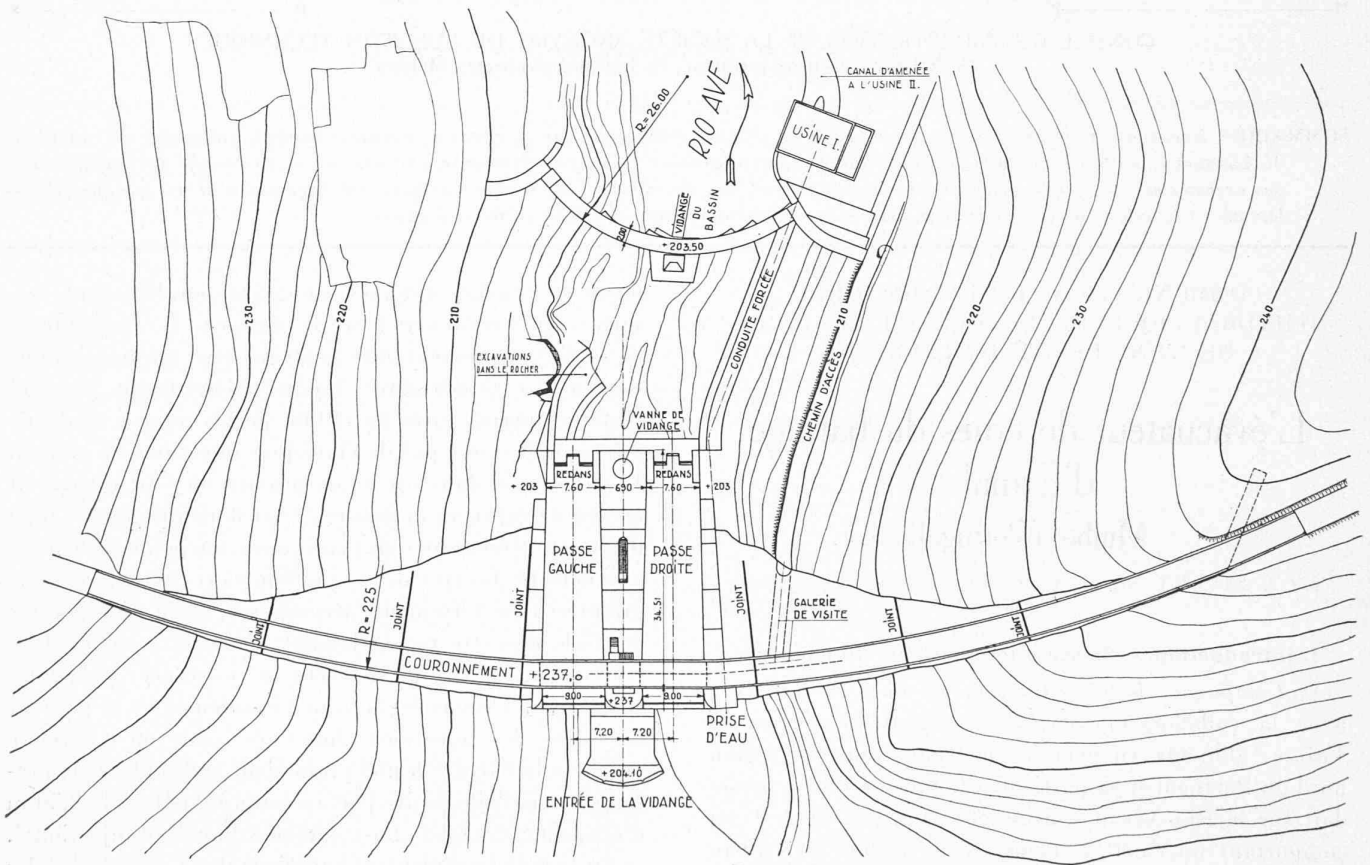 CANAL D'AMENÉE
A L'USINE II.
R=26.00
RIO AVE
USINE I.
VIDANGE
DU
BASSIN
2.00
+203.50
230
220
210
CONDUITE FORCÉE
210
220
230
240
EXCAVATIONS
DANS LE ROCHER
CHEMIN D'ACCÈS
VANNE DE
VIDANGE
REDANS
REDANS
+203
7.60
6.90
7.60
+203
PASSE
GAUCHE
PASSE
DROITE
34.51
JOINT
R=225
JOINT
JOINT
JOINT
GALERIE
DE VISITE
JOINT
JOINT
COURONNEMENT
+237.0
9.00
+237
9.00
PRISE
D'EAU
7.20
7.20
+204.10
ENTRÉE DE LA VIDANGE